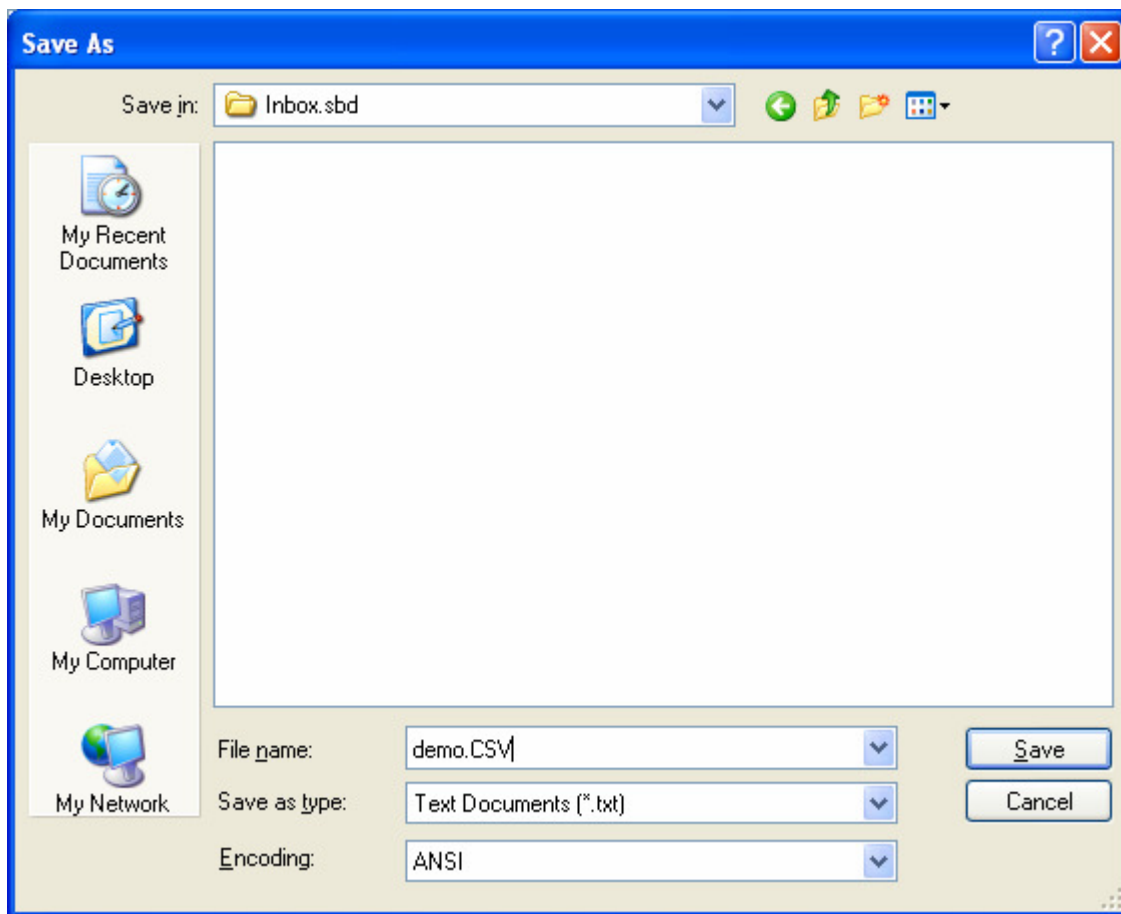 Save As
Save in: Inbox.sbd
My Recent
Documents
Desktop
My Documents
My Computer
My Network
File name: demo.CSV Save
Save as type: Text Documents (*.txt) Cancel
Encoding: ANSI